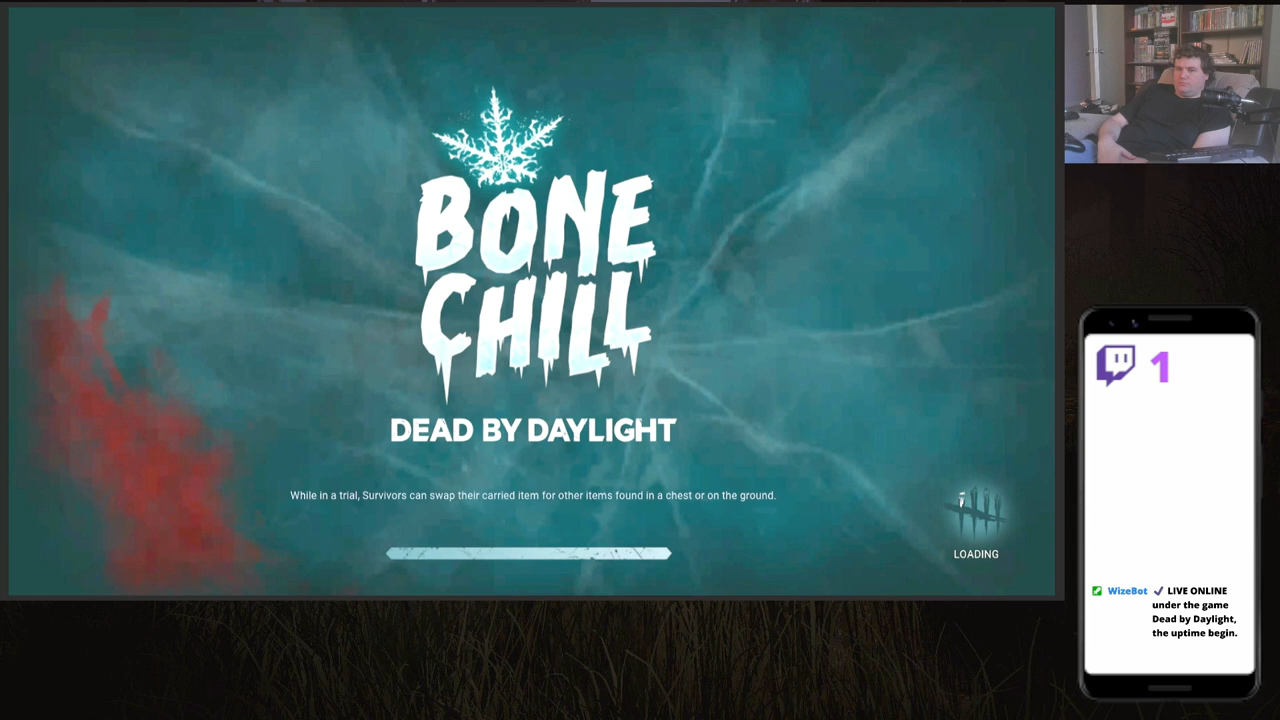 BONE
CHILL
DEAD BY DAYLIGHT
While in a trial, Survivors can swap their carried item for other items found in a chest or on the ground.
LOADING
1
WizeBot ✓ LIVE ONLINE
under the game
Dead by Daylight,
the uptime begin.